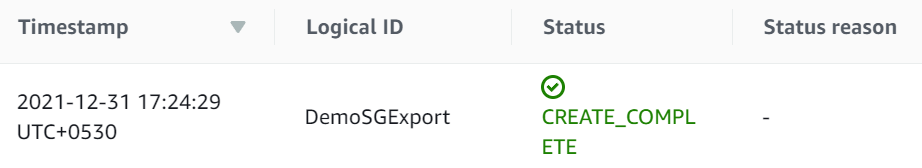 Timestamp Logical ID Status Status reason
2021-12-31 17:24:29
UTC+0530 DemoSGExport CREATE_COMPL -
ETE